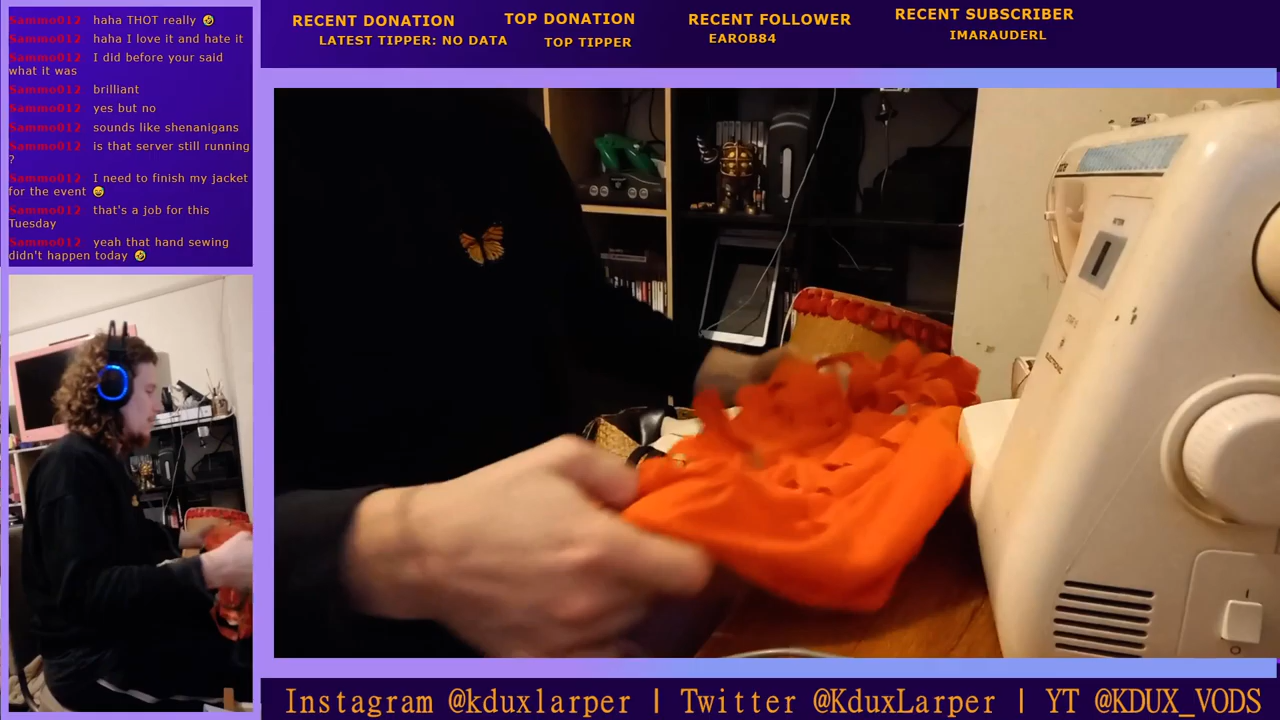 Sammo012 haha THOT really 🤣
Sammo012 haha I love it and hate it
Sammo012 I did before your said
what it was
Sammo012 brilliant
Sammo012 yes but no
Sammo012 sounds like shenanigans
Sammo012 is that server still running
?
Sammo012 I need to finish my jacket
for the event 😅
Sammo012 that's a job for this
Tuesday
Sammo012 yeah that hand sewing
didn't happen today 🤣
RECENT DONATION
LATEST TIPPER: NO DATA
TOP DONATION
TOP TIPPER
RECENT FOLLOWER
EAROB84
RECENT SUBSCRIBER
IMARAUDERL
Instagram @kduxlarper | Twitter @KduxLarper | YT @KDUX_VODS